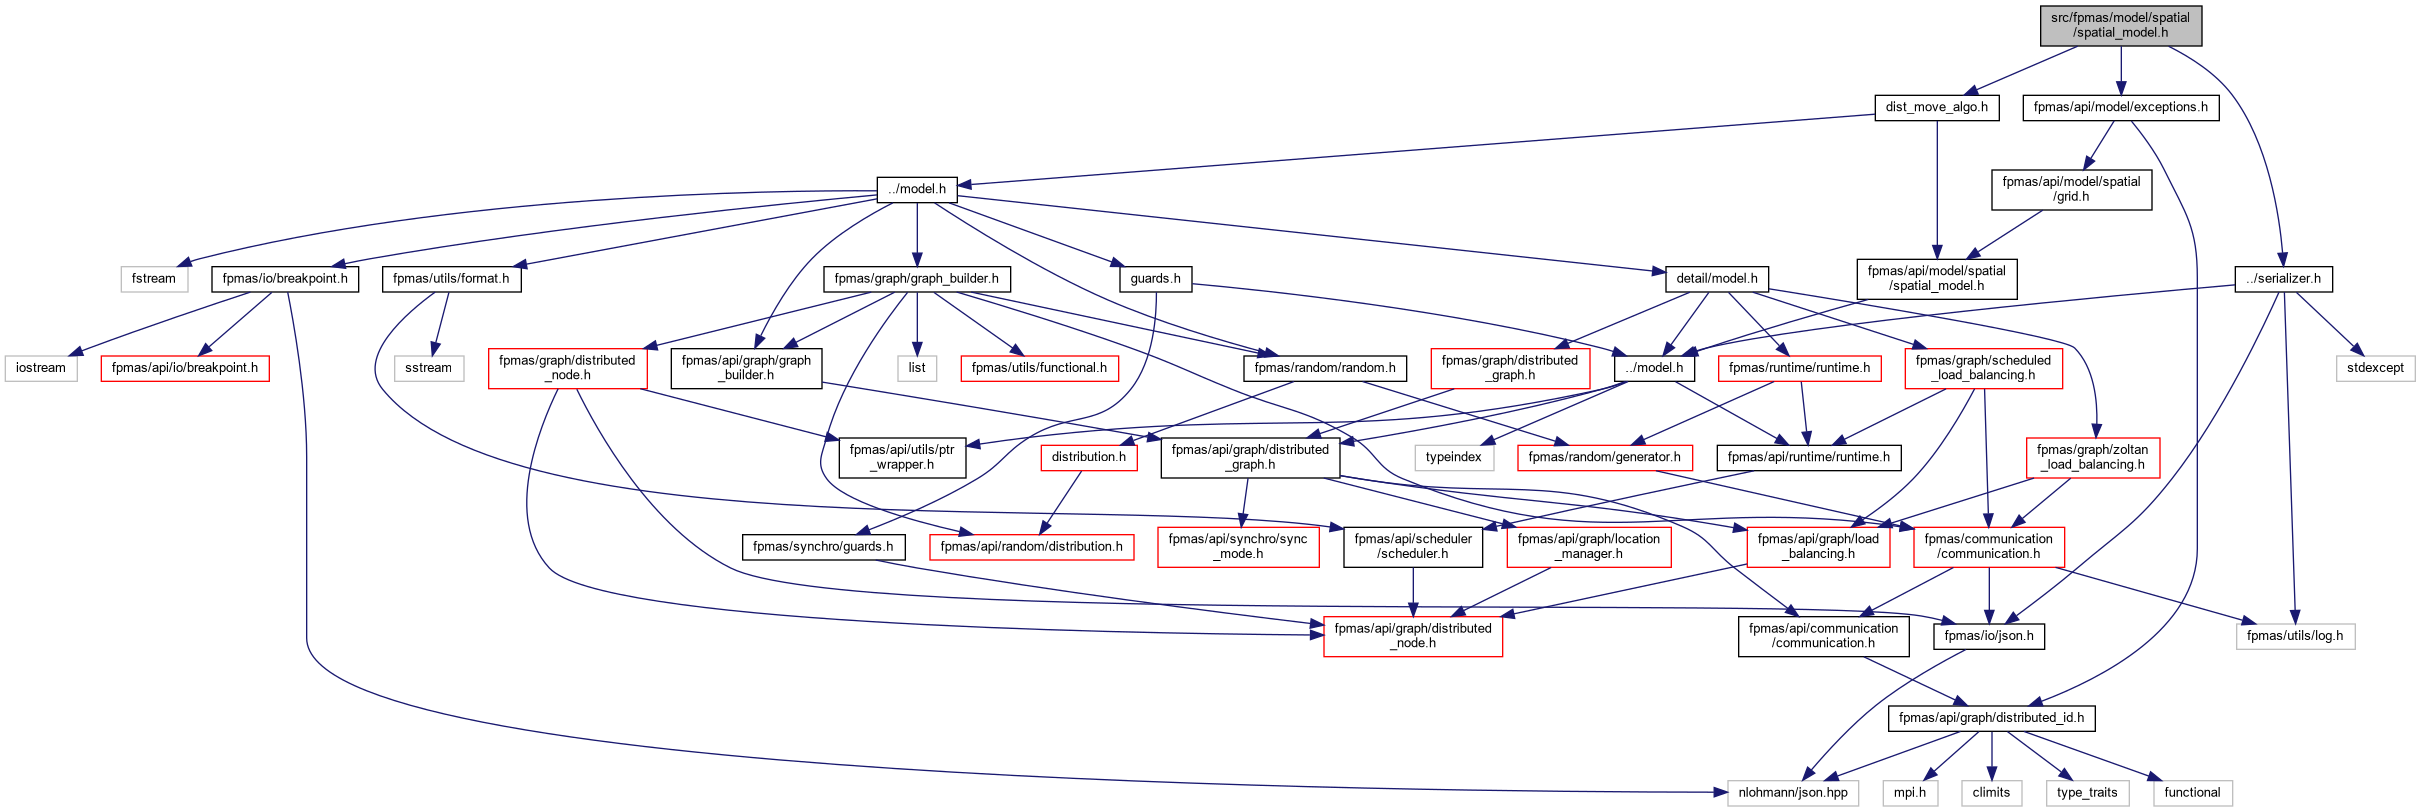 src/fpmas/model/spatial
/spatial_model.h
dist_move_algo.h
fpmas/api/model/exceptions.h
../model.h
fpmas/api/model/spatial
/grid.h
fstream
fpmas/io/breakpoint.h
fpmas/utils/format.h
fpmas/graph/graph_builder.h
guards.h
detail/model.h
fpmas/api/model/spatial
/spatial_model.h
../serializer.h
iostream
fpmas/api/io/breakpoint.h
sstream
fpmas/graph/distributed
_node.h
fpmas/api/graph/graph
_builder.h
list
fpmas/utils/functional.h
fpmas/random/random.h
fpmas/graph/distributed
_graph.h
../model.h
fpmas/runtime/runtime.h
fpmas/graph/scheduled
_load_balancing.h
stdexcept
fpmas/api/utils/ptr
_wrapper.h
distribution.h
fpmas/api/graph/distributed
_graph.h
typeindex
fpmas/random/generator.h
fpmas/api/runtime/runtime.h
fpmas/graph/zoltan
_load_balancing.h
fpmas/synchro/guards.h
fpmas/api/random/distribution.h
fpmas/api/synchro/sync
_mode.h
fpmas/api/scheduler
/scheduler.h
fpmas/api/graph/location
_manager.h
fpmas/api/graph/load
_balancing.h
fpmas/communication
/communication.h
fpmas/api/graph/distributed
_node.h
fpmas/api/communication
/communication.h
fpmas/io/json.h
fpmas/utils/log.h
fpmas/api/graph/distributed_id.h
nlohmann/json.hpp
mpi.h
climits
type_traits
functional